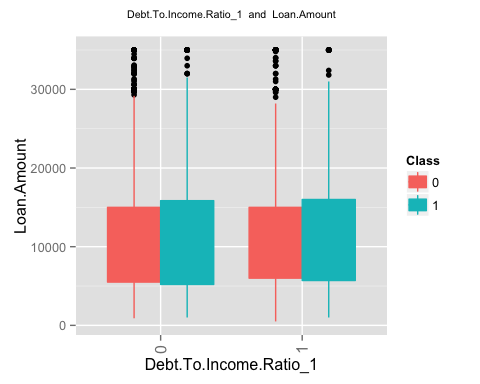 Debt.To.Income.Ratio_1 and Loan.Amount
Loan.Amount
30000
20000
10000
0
0
1
Debt.To.Income.Ratio_1
Class
0
1